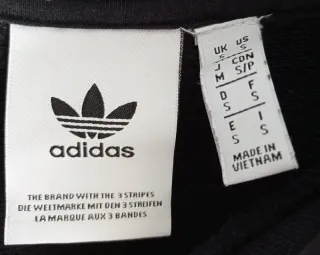 adidas
THE BRAND WITH THE 3 STRIPES
DIE WELTMARKE MIT DEN 3 STREIFEN
LA MARQUE AUX 3 BANDES
UK US
S S
J CDN
M S/P
D F
S S
E I
S S
MADE IN
VIETNAM